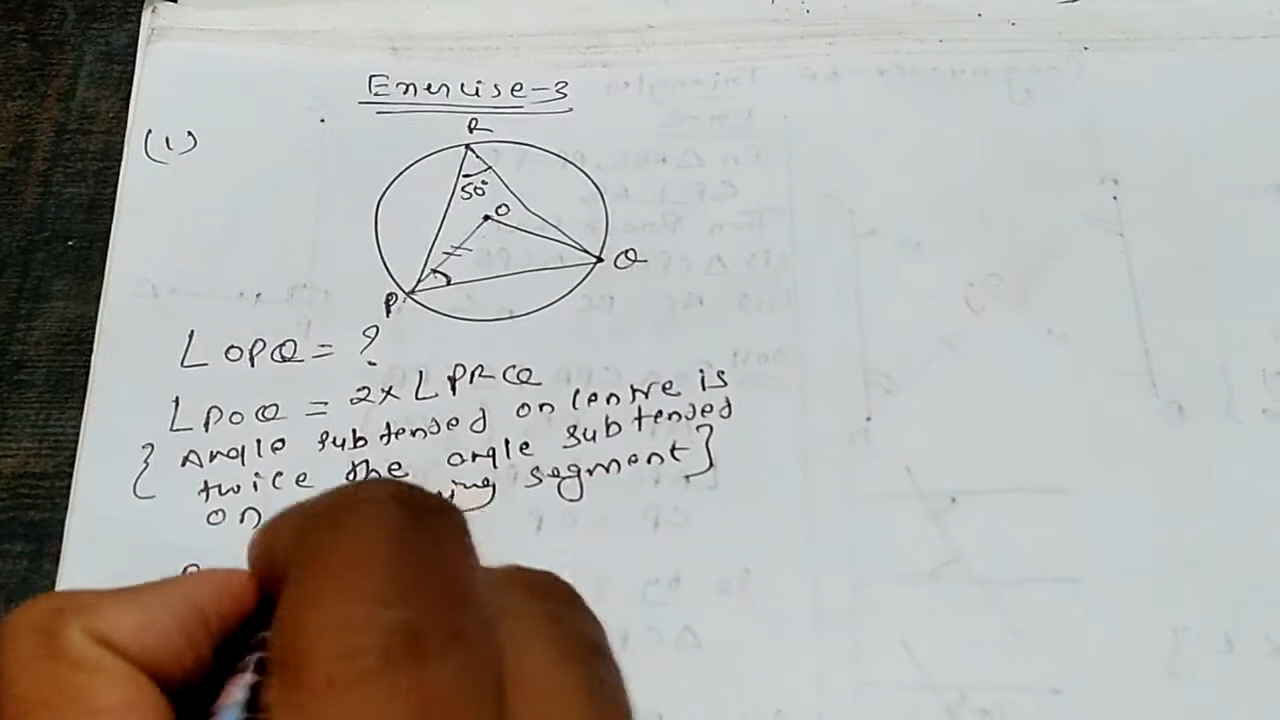 Exercise-3
(1)
R
50°
O
Q
P
∠OPQ = ?
∠POQ = 2×∠PRQ
{ Angle subtended on centre is
twice the angle subtended
on segment}